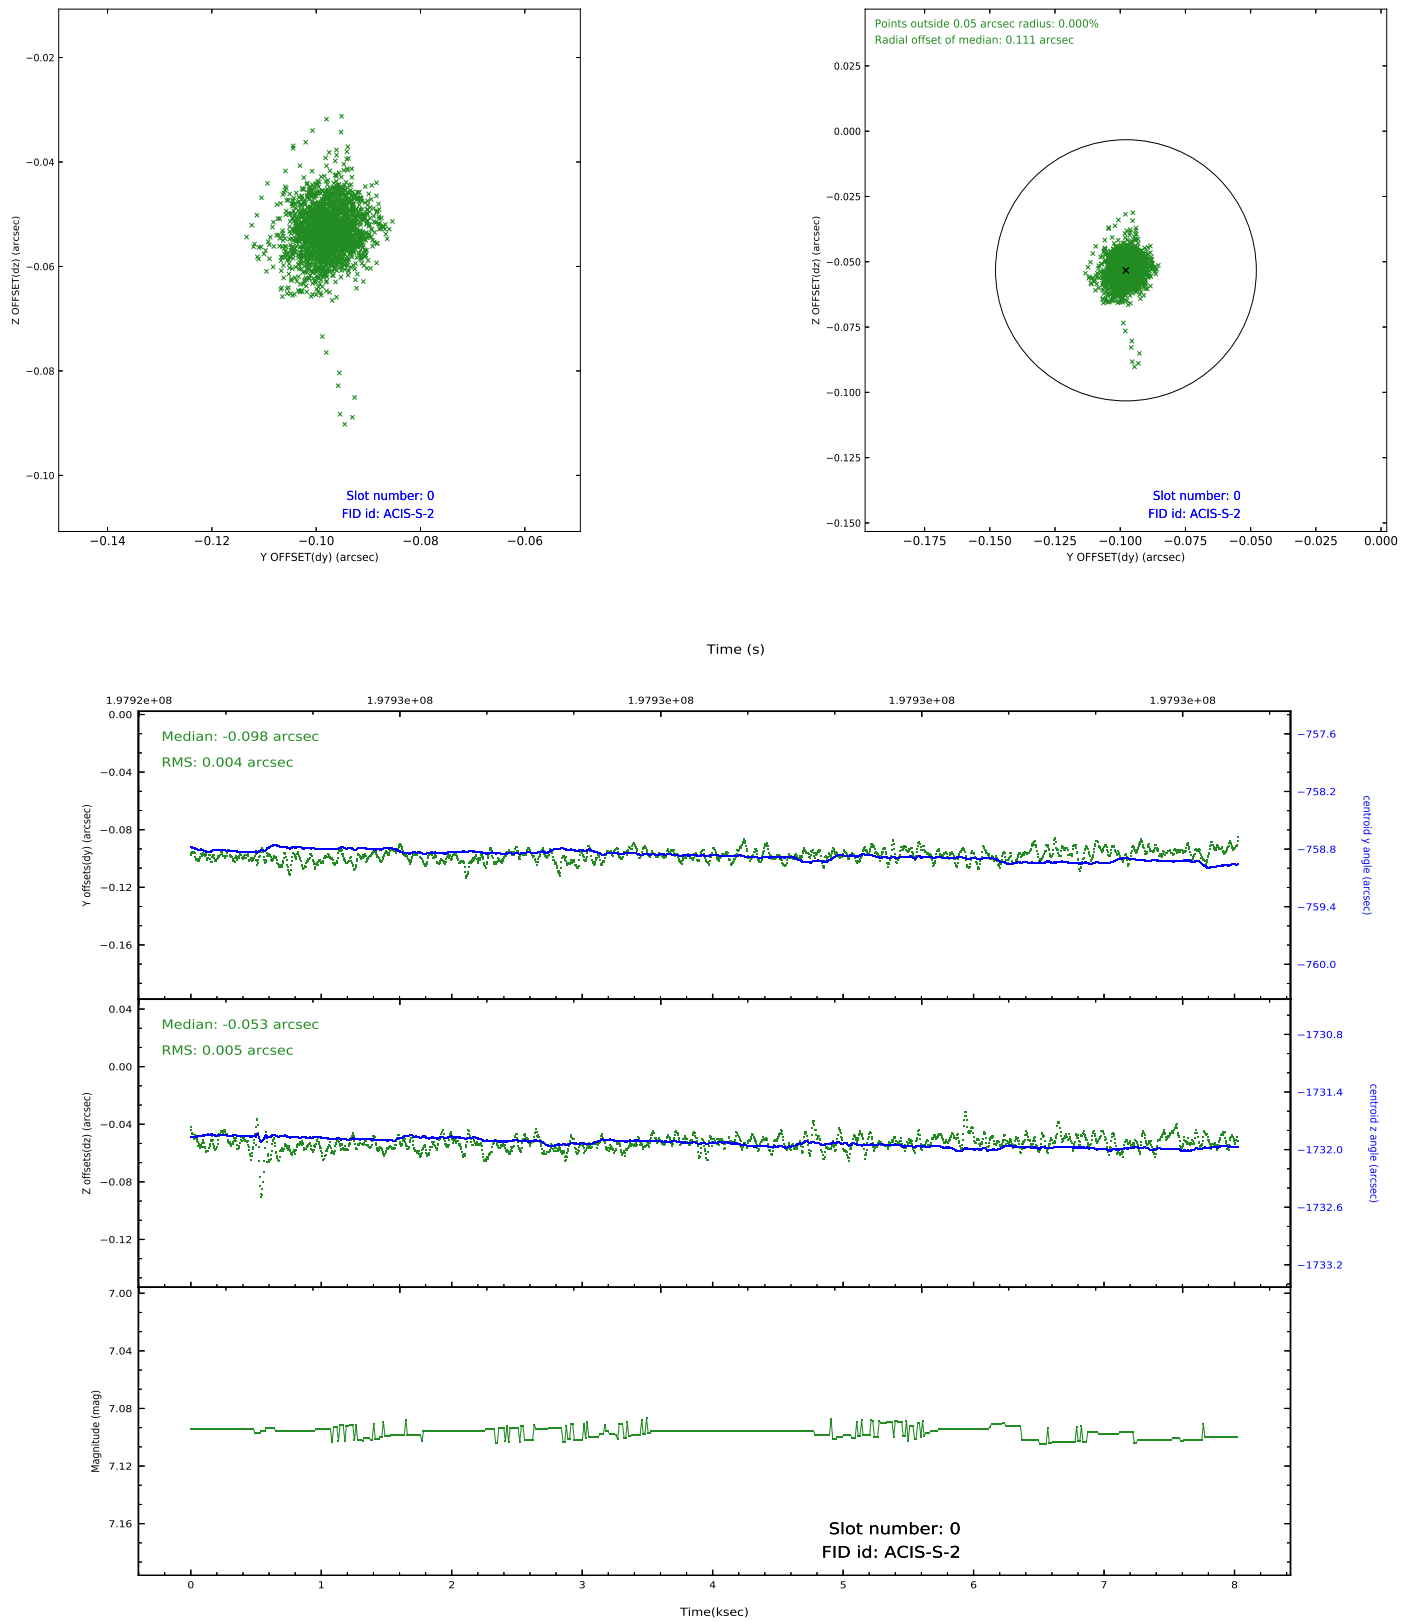 −0.02
−0.04
−0.06
−0.08
−0.10
Z OFFSET(dz) (arcsec)
Slot number: 0
FID id: ACIS-S-2
−0.14 −0.12 −0.10 −0.08 −0.06
Y OFFSET(dy) (arcsec)
Points outside 0.05 arcsec radius: 0.000%
Radial offset of median: 0.111 arcsec
0.025
0.000
−0.025
−0.050
−0.075
−0.100
−0.125
−0.150
Z OFFSET(dz) (arcsec)
Slot number: 0
FID id: ACIS-S-2
−0.175 −0.150 −0.125 −0.100 −0.075 −0.050 −0.025 0.000
Y OFFSET(dy) (arcsec)
Time (s)
1.9792e+08 1.9793e+08 1.9793e+08 1.9793e+08 1.9793e+08
0.00
−0.04
−0.08
−0.12
−0.16
Y offsets(dy) (arcsec)
Median: -0.098 arcsec
RMS: 0.004 arcsec
−757.6
−758.2
−758.8
−759.4
−760.0
centroid y angle (arcsec)
0.04
0.00
−0.04
−0.08
−0.12
Z offsets(dz) (arcsec)
Median: -0.053 arcsec
RMS: 0.005 arcsec
−1730.8
−1731.4
−1732.0
−1732.6
−1733.2
centroid z angle (arcsec)
7.00
7.04
7.08
7.12
7.16
Magnitude (mag)
Slot number: 0
FID id: ACIS-S-2
0 1 2 3 4 5 6 7 8
Time(ksec)